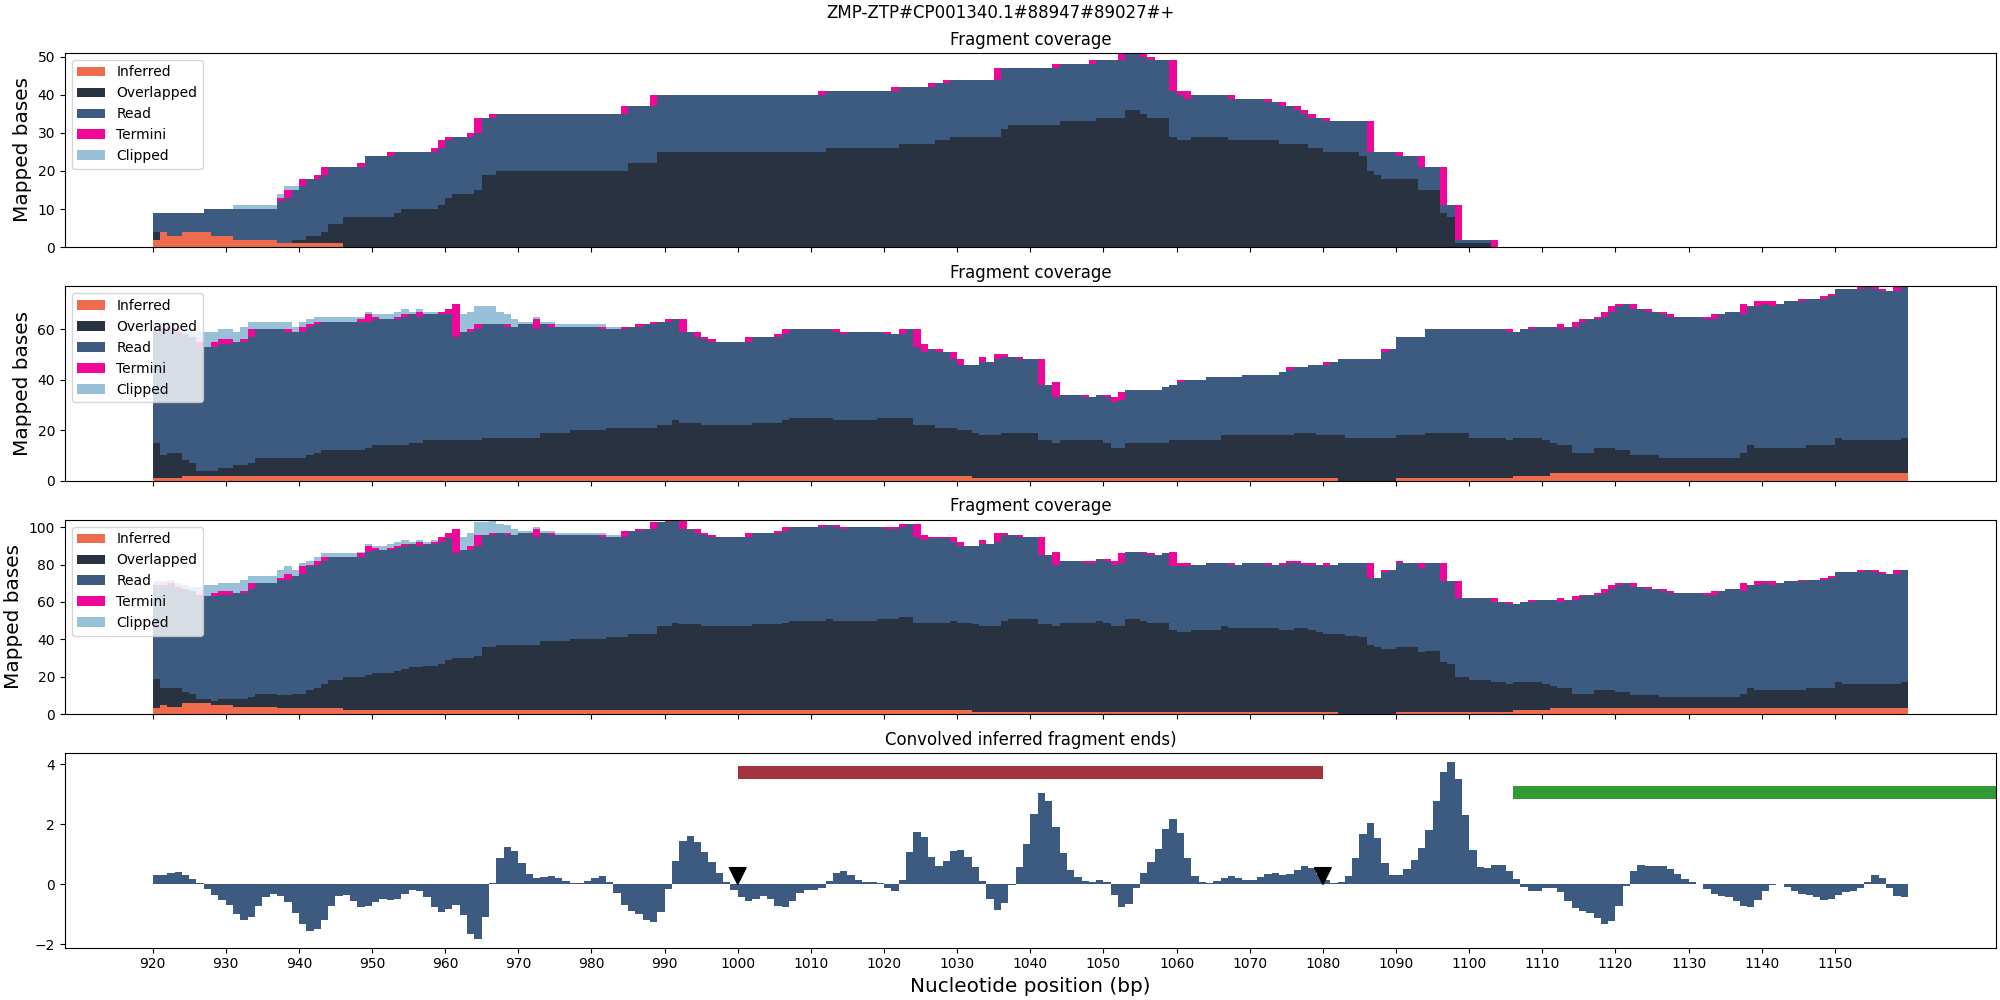 ZMP-ZTP#CP001340.1#88947#89027#+
Fragment coverage
50
40
30
20
10
0
Mapped bases
Inferred
Overlapped
Read
Termini
Clipped
Fragment coverage
60
40
20
0
Mapped bases
Inferred
Overlapped
Read
Termini
Clipped
Fragment coverage
100
80
60
40
20
0
Mapped bases
Inferred
Overlapped
Read
Termini
Clipped
Convolved inferred fragment ends)
4
2
0
−2
920 930 940 950 960 970 980 990 1000 1010 1020 1030 1040 1050 1060 1070 1080 1090 1100 1110 1120 1130 1140 1150
Nucleotide position (bp)